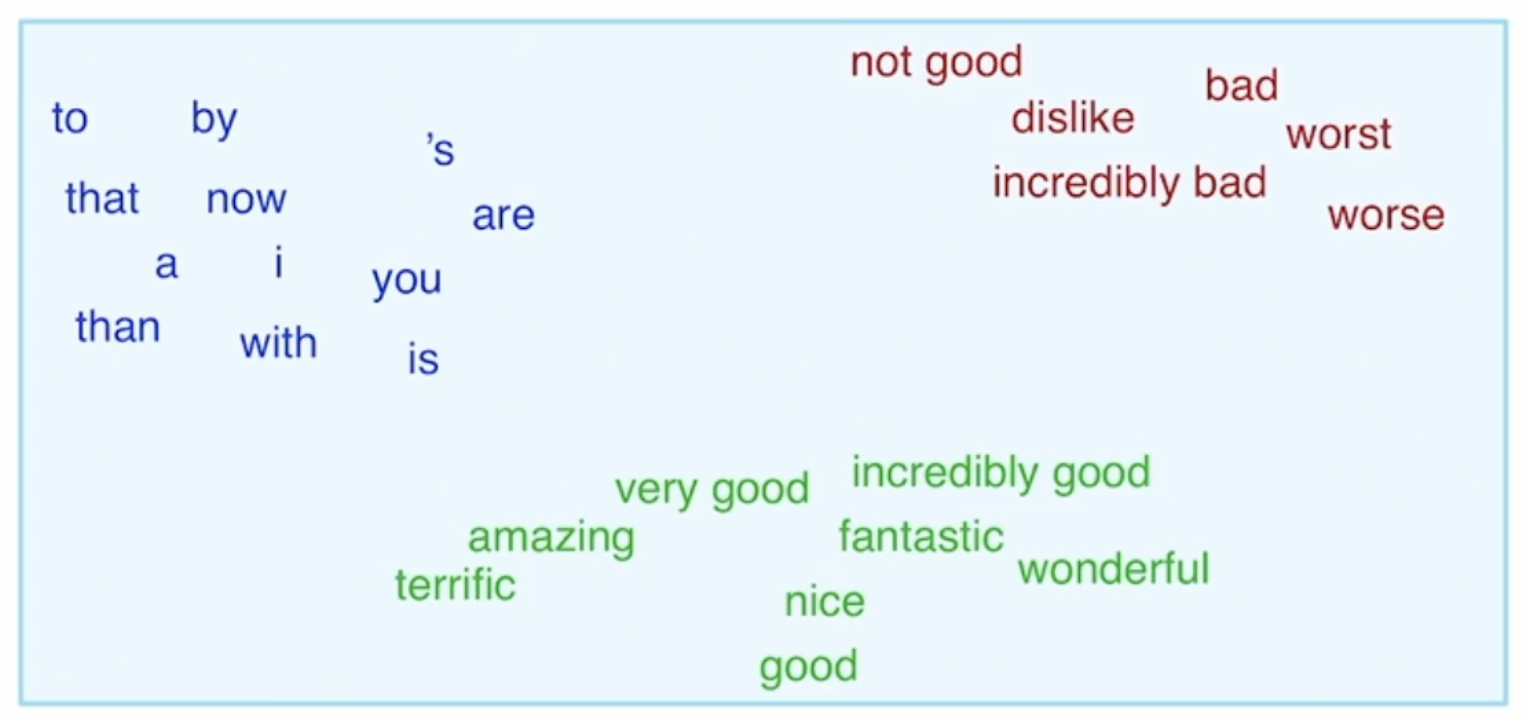 not good
bad
to by
dislike
worst
’s
incredibly bad
that now
are
worse
a i
you
than
with
is
very good
incredibly good
amazing
fantastic
wonderful
terrific
nice
good